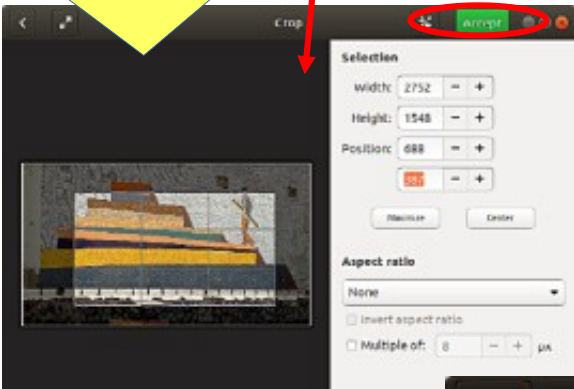 Crop
Accept
Selection
Width: 2752 - +
Height: 1548 - +
Position: 688 - +
387 - +
Maximize Center
Aspect ratio
None
Invert aspect ratio
Multiple of: 8 - + px